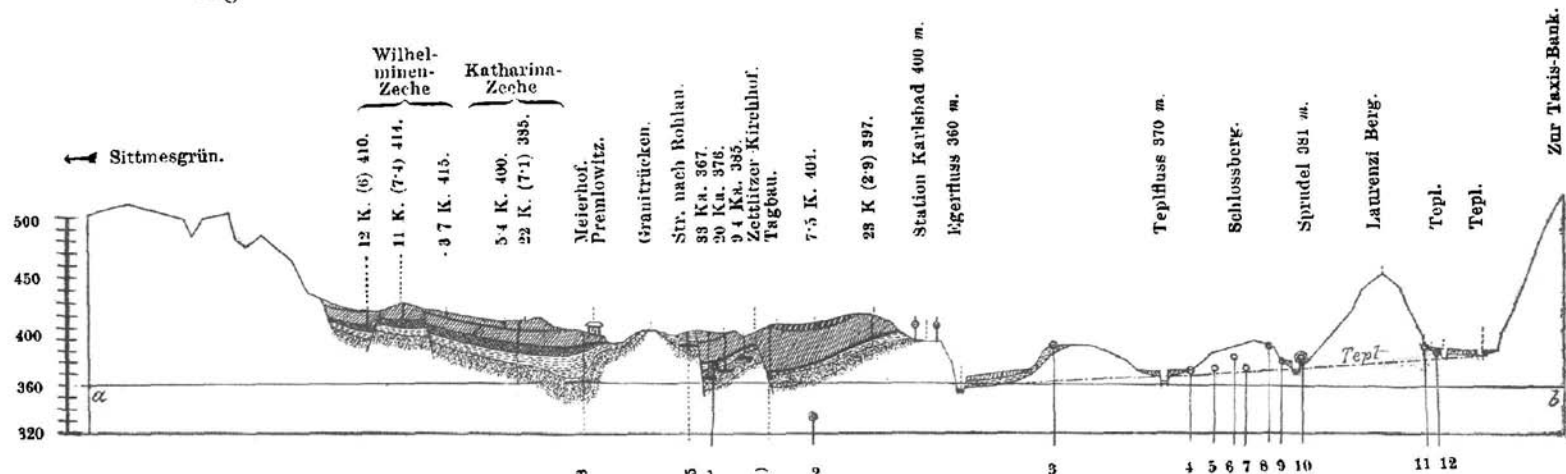 Wilhel-
minen-
Zeche
Katharina-
Zeche
Sittmesgrün.
12 K. (6) 410.
11 K. (7·4) 414.
3 7 K. 415.
5·4 K. 400.
22 K. (7·1) 385.
Meierhof.
Premlowitz.
Granitrücken.
Str. nach Rohlau.
33 Ka. 367.
20 Ka. 376.
9 4 Ka. 385.
Zettlitzer Kirchhof.
Tagbau.
7·5 K. 404.
23 K (2·9) 397.
Station Karlsbad 400 m.
Egerfluss 360 m.
Teplfluss 370 m.
Schlossberg.
Sprudel 381 m.
Laurenzi Berg.
Tepl.
Tepl.
Zur Taxis-Bank.
500
450
400
360
320
a
Tepl
b
2
3
4 5 6 7 8 9 10
11 12